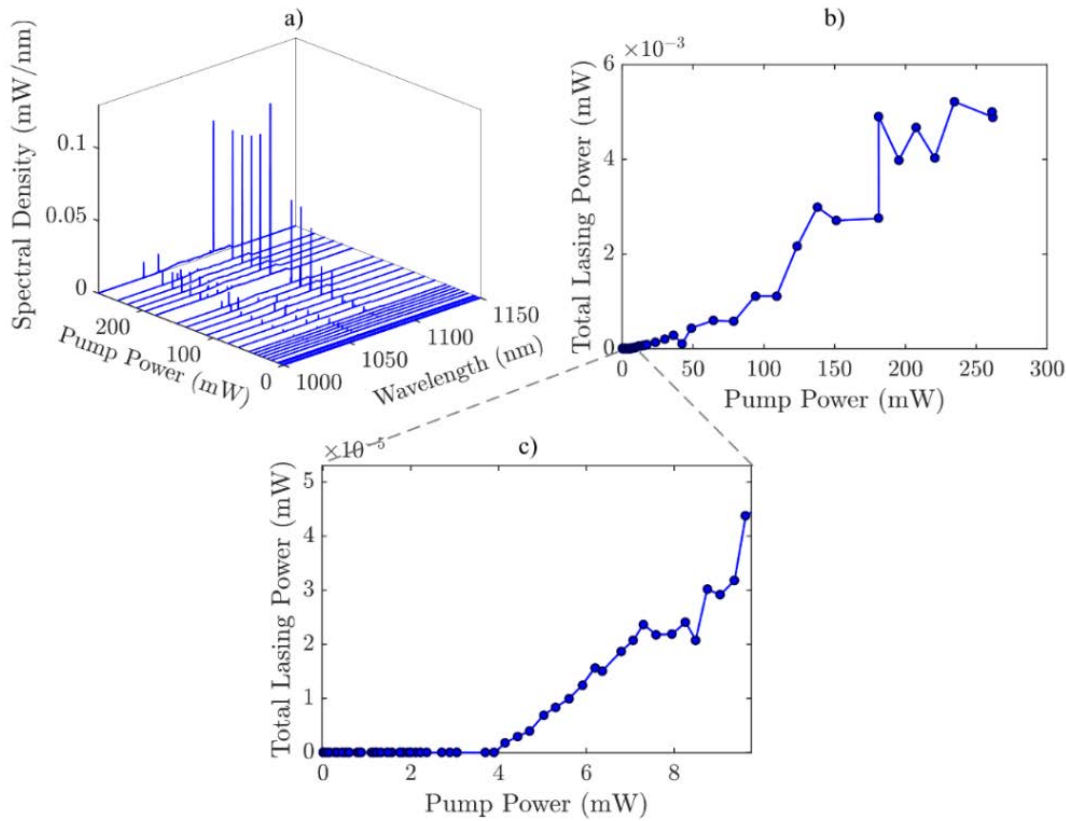 a)
Spectral Density (mW/nm)
0.1
0.05
0
200
100
0
Pump Power (mW)
1000
1050
1100
1150
Wavelength (nm)
b)
×10⁻³
Total Lasing Power (mW)
6
4
2
0
0 50 100 150 200 250 300
Pump Power (mW)
c)
×10⁻⁵
Total Lasing Power (mW)
5
4
3
2
1
0
0 2 4 6 8
Pump Power (mW)